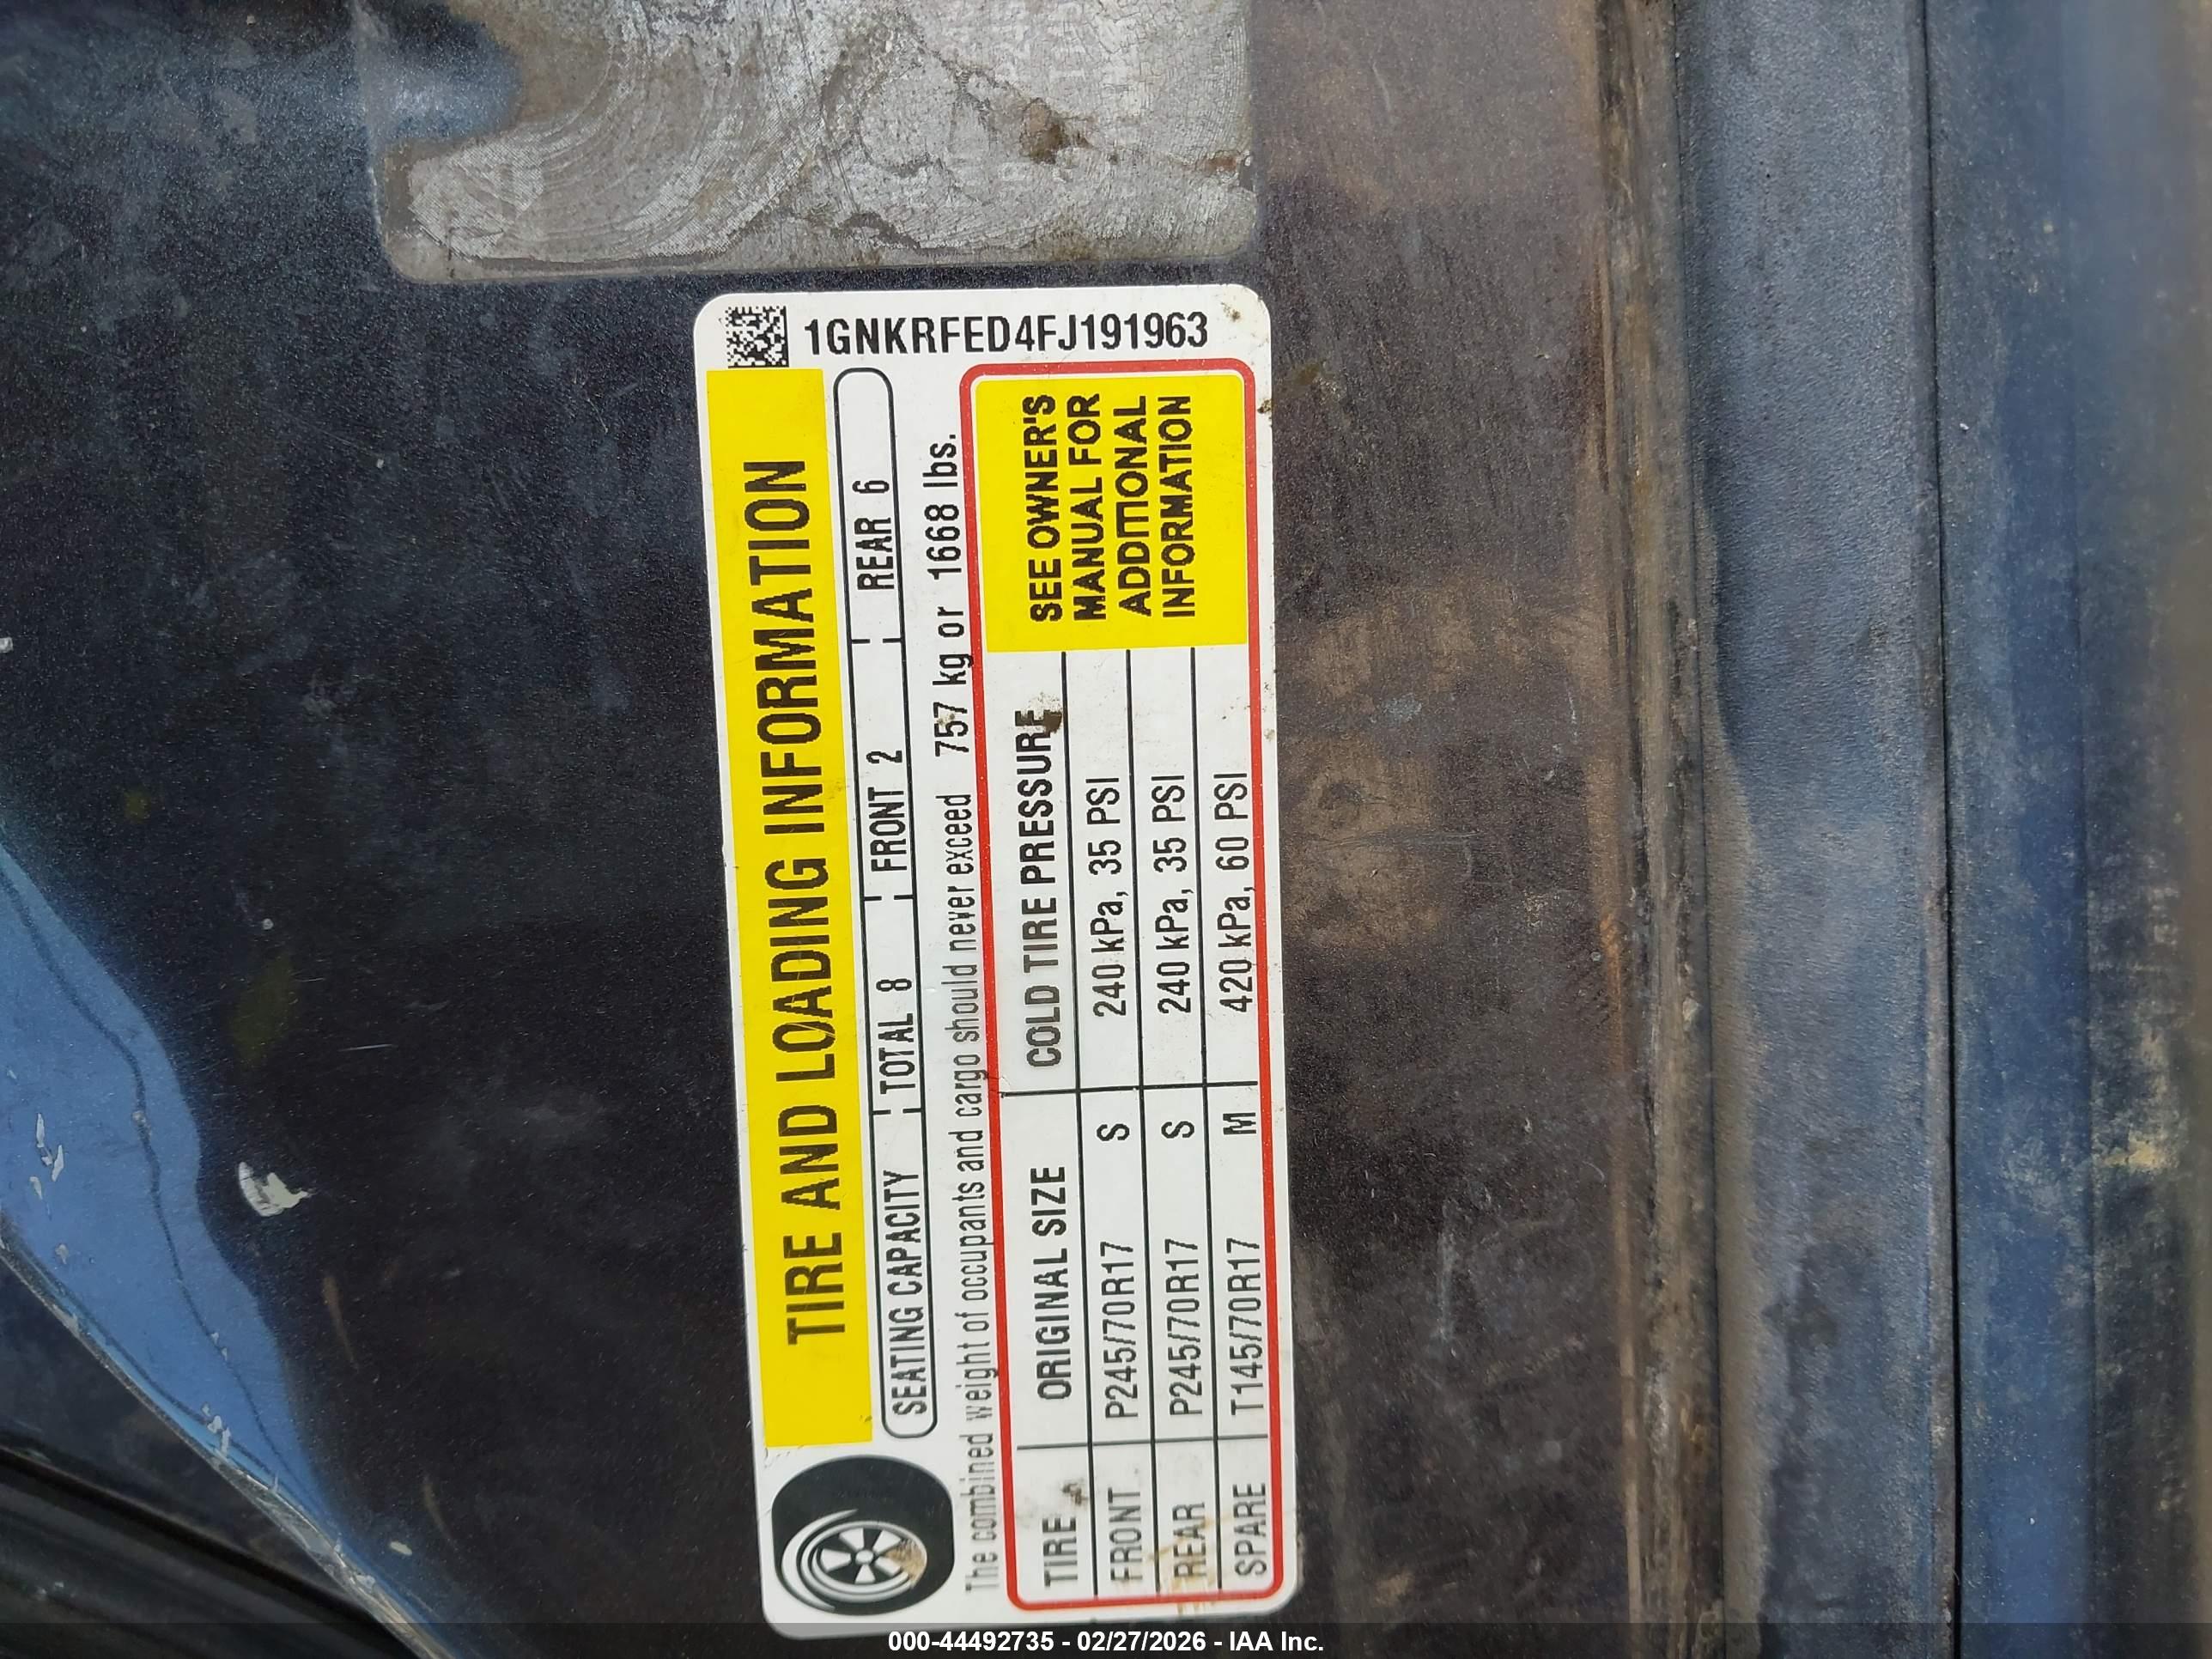 1GNKRFED4FJ191963
TIRE AND LOADING INFORMATION
SEATING CAPACITY TOTAL 8 FRONT 2 REAR 6
The combined weight of occupants and cargo should never exceed 757 kg or 1668 lbs.
TIRE ORIGINAL SIZE COLD TIRE PRESSURE
FRONT P245/70R17 S 240 kPa, 35 PSI
REAR P245/70R17 S 240 kPa, 35 PSI
SPARE T145/70R17 M 420 kPa, 60 PSI
SEE OWNER'S
MANUAL FOR
ADDITIONAL
INFORMATION
000-44492735 - 02/27/2026 - IAA Inc.